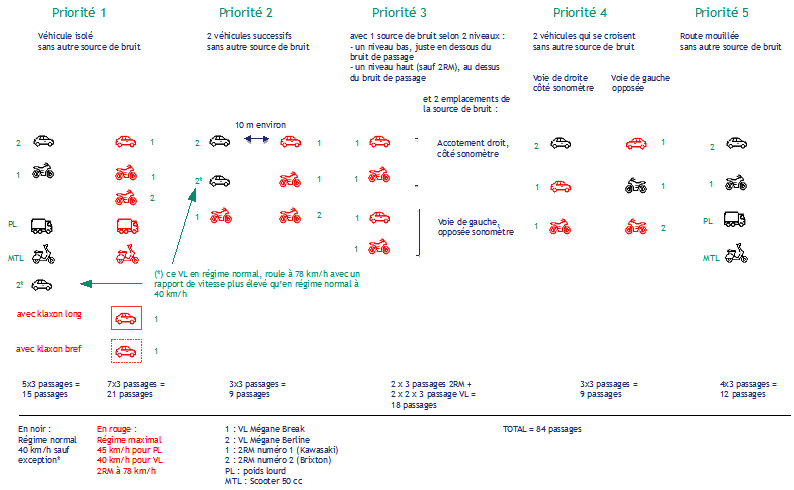 Priorité 1
Priorité 2
Priorité 3
Priorité 4
Priorité 5
Véhicule isolé
sans autre source de bruit
2 véhicules successifs
sans autre source de bruit
avec 1 source de bruit selon 2 niveaux :
- un niveau bas, juste en dessous du
bruit de passage
- un niveau haut (sauf 2RM), au dessus
du bruit de passage
2 véhicules qui se croisent
sans autre source de bruit
Route mouillée
sans autre source de bruit
Voie de droite
côté sonomètre
Voie de gauche
opposée
et 2 emplacements de
la source de bruit :
10 m environ
2 1 2 1 1 2 1 2
Accotement droit,
côté sonomètre
1 1 2* 1 1 1 1
2
PL
1 2 1
Voie de gauche,
opposée sonomètre
1 2 PL
MTL
1
MTL
2*
(*) ce VL en régime normal, roule à 78 km/h avec un
rapport de vitesse plus élevé qu'en régime normal à
40 km/h
avec klaxon long
1
avec klaxon bref
1
5x3 passages =
15 passages
7x3 passages =
21 passages
3x3 passages =
9 passages
2 x 3 passages 2RM +
2 x 2 x 3 passage VL =
18 passages
3x3 passages =
9 passages
4x3 passages =
12 passages
En noir :
Régime normal
40 km/h sauf
exception*
En rouge :
Régime maximal
45 km/h pour PL
40 km/h pour VL
2RM à 78 km/h
1 : VL Mégane Break
2 : VL Mégane Berline
1 : 2RM numéro 1 (Kawasaki)
2 : 2RM numéro 2 (Brixton)
PL : poids lourd
MTL : Scooter 50 cc
TOTAL = 84 passages